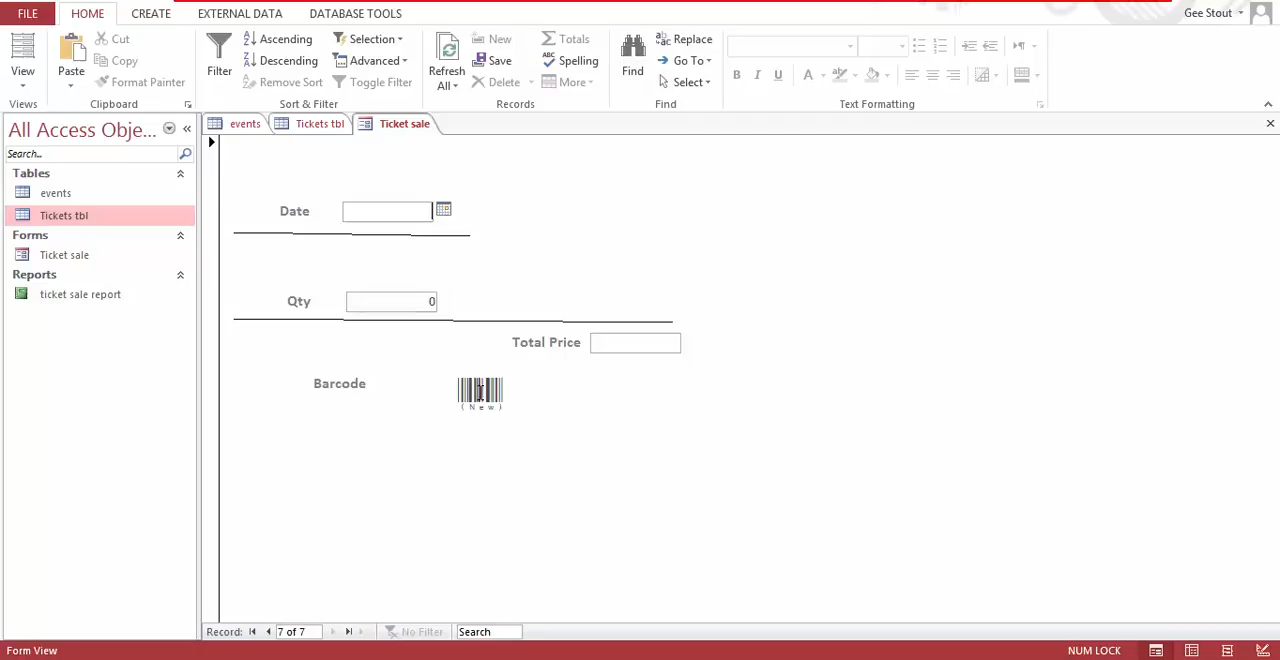 FILE HOME CREATE EXTERNAL DATA DATABASE TOOLS Gee Stout
View
Views
Paste
Cut
Copy
Format Painter
Clipboard
Filter
Ascending
Descending
Remove Sort
Selection
Advanced
Toggle Filter
Sort & Filter
Refresh
All
New
Save
Delete
Totals
Spelling
More
Records
Find
Replace
Go To
Select
Find
B I U A
Text Formatting
All Access Obje...
Search...
Tables
events
Tickets tbl
Forms
Ticket sale
Reports
ticket sale report
events Tickets tbl Ticket sale
Date
Qty 0
Total Price
Barcode
(New)
Record: 7 of 7 No Filter Search
Form View NUM LOCK